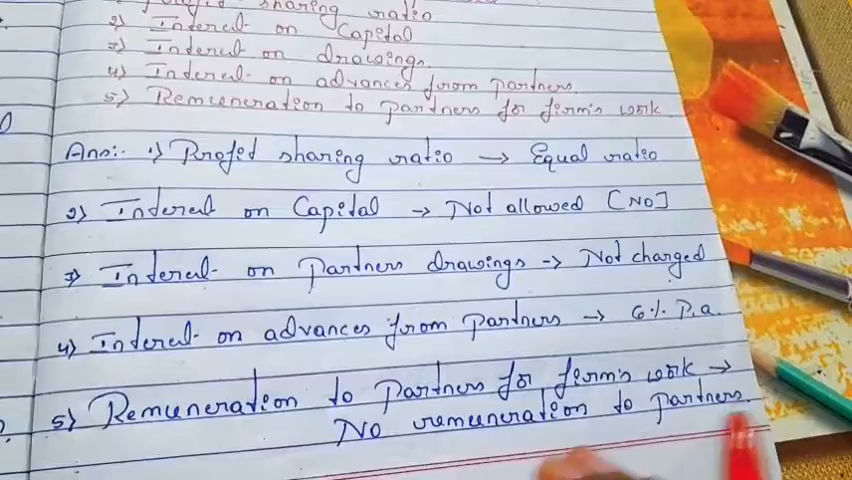 profit sharing ratio
2) Interest on Capital
3) Interest on drawings.
4) Interest on advances from partners.
5) Remuneration to partners for firm's work.
Ans:- 1) Profit sharing ratio → Equal ratio
2) Interest on Capital → Not allowed [NO]
3) Interest on Partners drawings → Not charged
4) Interest on advances from partners → 6% P.a.
5) Remuneration to Partners for firm's work →
No remuneration to partners.